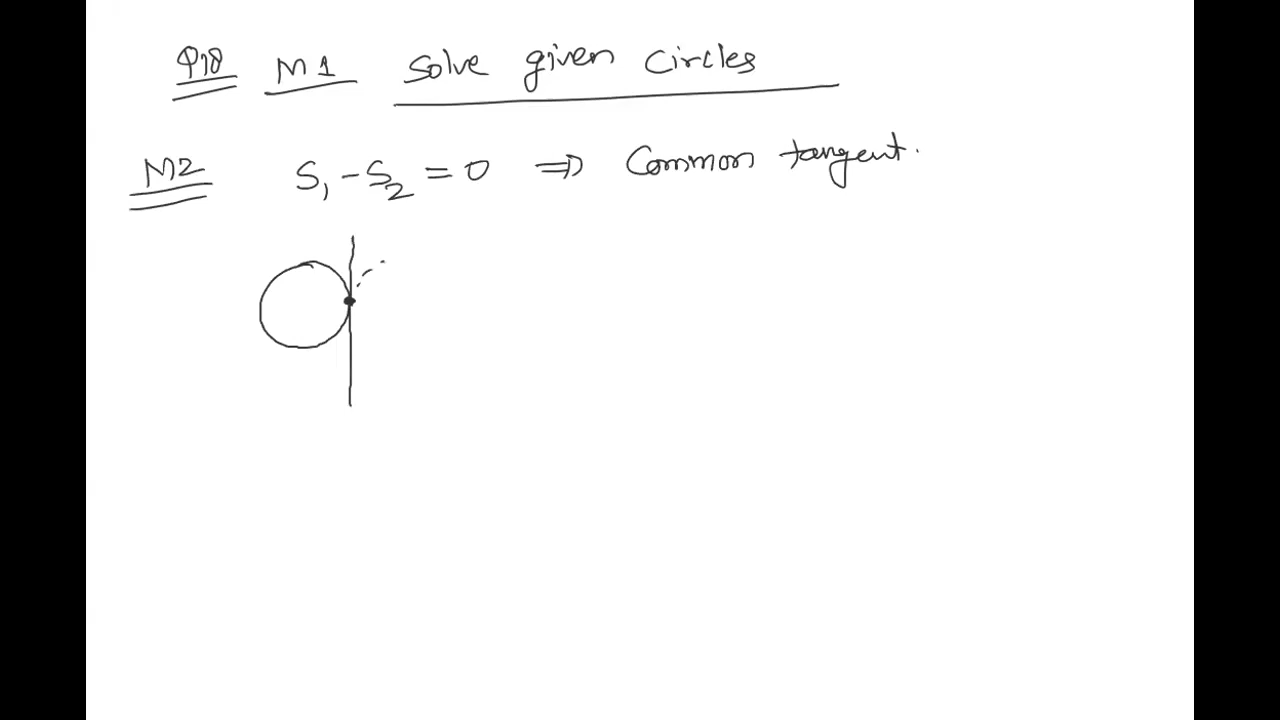 Q18 M1 Solve given circles
M2 S₁ - S₂ = 0 ⇒ Common tangent.